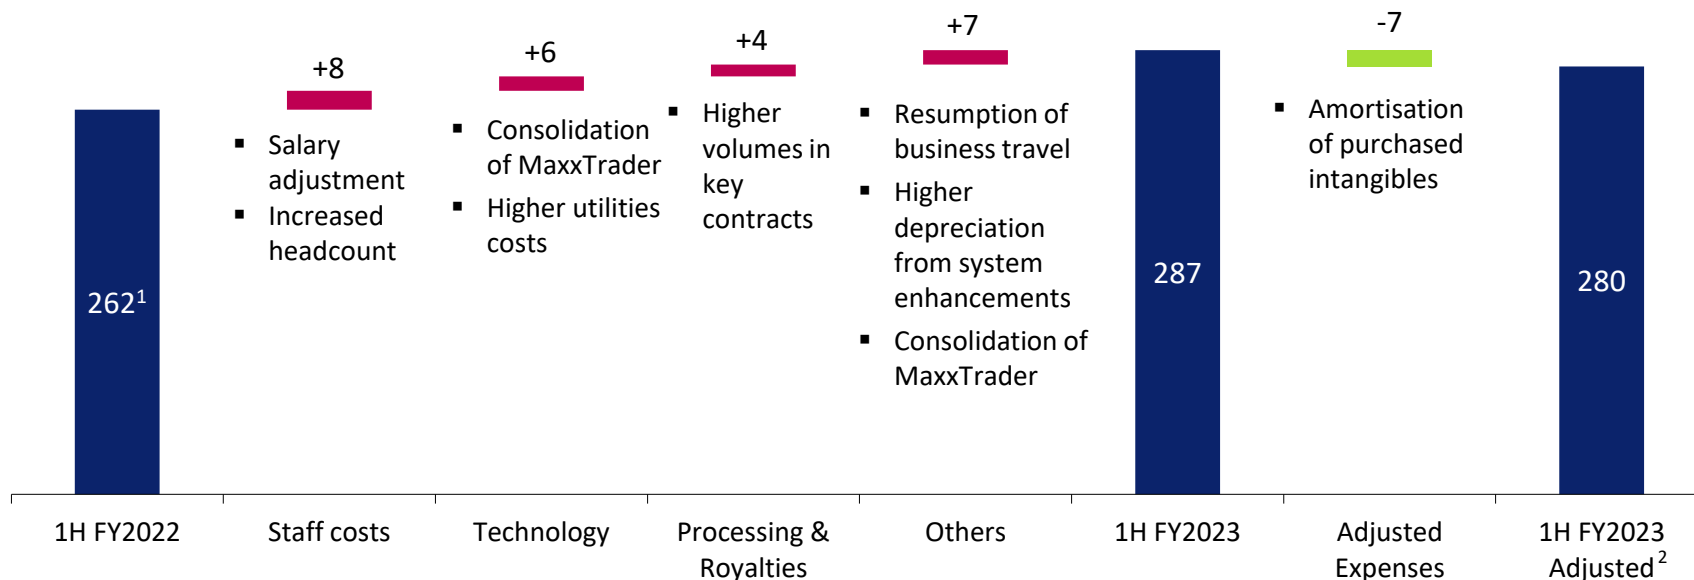 +8
+6
+4
+7
-7
▪ Salary
adjustment
▪ Increased
headcount
▪ Consolidation
of MaxxTrader
▪ Higher utilities
costs
▪ Higher
volumes in
key
contracts
▪ Resumption of
business travel
▪ Higher
depreciation
from system
enhancements
▪ Consolidation of
MaxxTrader
▪ Amortisation
of purchased
intangibles
262¹
287
280
1H FY2022
Staff costs
Technology
Processing &
Royalties
Others
1H FY2023
Adjusted
Expenses
1H FY2023
Adjusted²